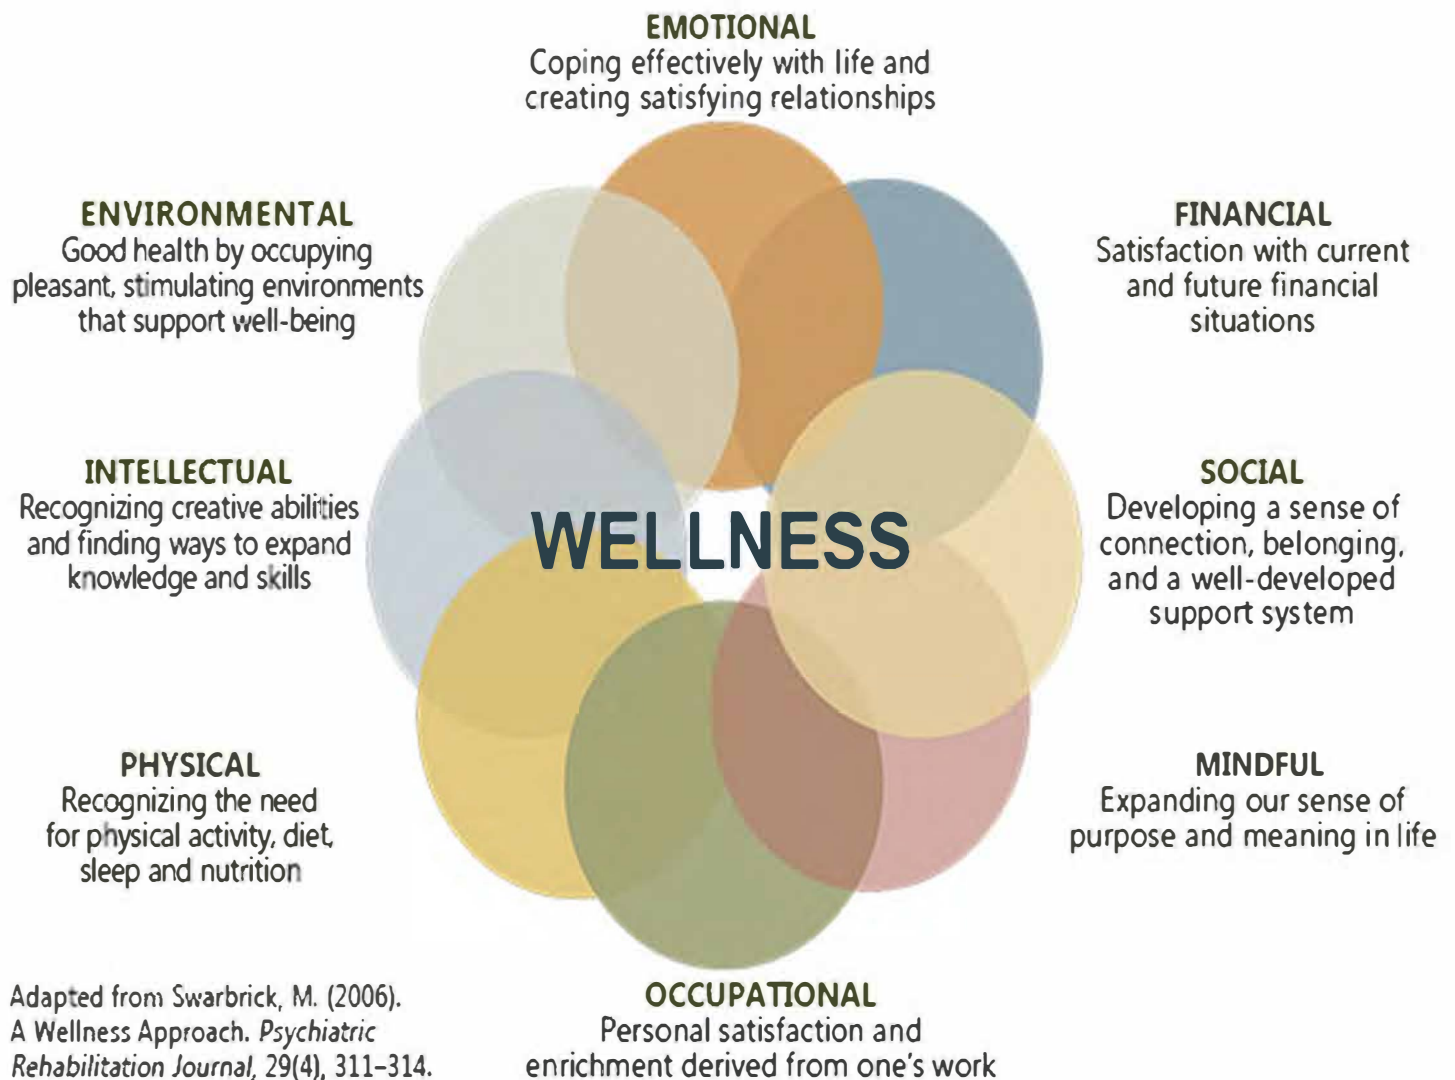 EMOTIONAL
Coping effectively with life and
creating satisfying relationships
ENVIRONMENTAL
Good health by occupying
pleasant, stimulating environments
that support well-being
FINANCIAL
Satisfaction with current
and future financial
situations
INTELLECTUAL
Recognizing creative abilities
and finding ways to expand
knowledge and skills
WELLNESS
SOCIAL
Developing a sense of
connection, belonging,
and a well-developed
support system
PHYSICAL
Recognizing the need
for physical activity, diet,
sleep and nutrition
MINDFUL
Expanding our sense of
purpose and meaning in life
OCCUPATIONAL
Personal satisfaction and
enrichment derived from one's work
Adapted from Swarbrick, M. (2006).
A Wellness Approach. Psychiatric
Rehabilitation Journal, 29(4), 311–314.